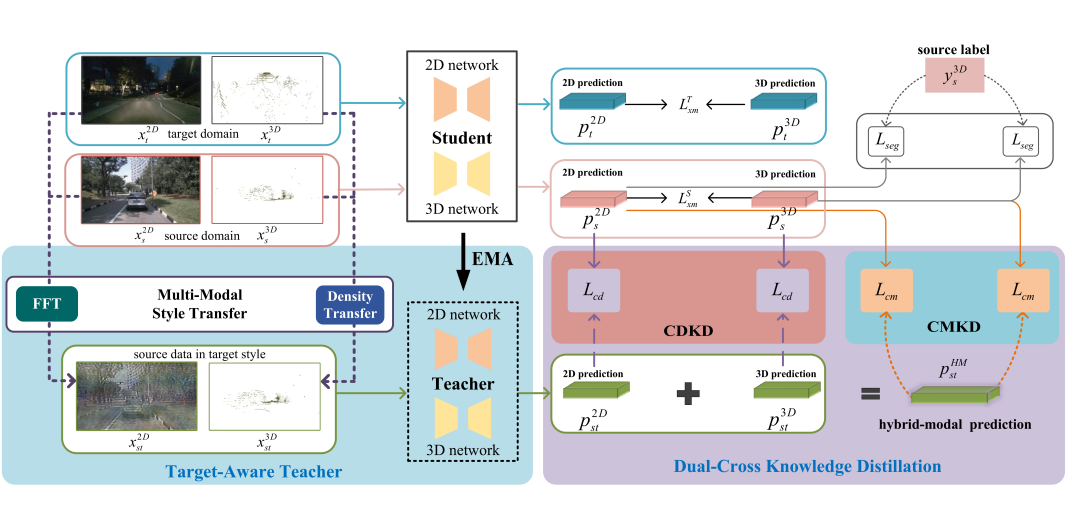 x_t^{2D} target domain x_t^{3D}
x_s^{2D} source domain x_s^{3D}
FFT
Multi-Modal
Style Transfer
Density
Transfer
source data in target style
x_{st}^{2D} x_{st}^{3D}
Target-Aware Teacher
2D network
Student
3D network
EMA
2D network
Teacher
3D network
2D prediction
3D prediction
L_{xm}^{T}
p_t^{2D} p_t^{3D}
2D prediction
3D prediction
L_{xm}^{S}
p_s^{2D} p_s^{3D}
source label
y_s^{3D}
L_{seg} L_{seg}
L_{cd} L_{cd}
CDKD
L_{cm} L_{cm}
CMKD
2D prediction
3D prediction
+
=
p_{st}^{2D} p_{st}^{3D}
p_{st}^{HM}
hybrid-modal prediction
Dual-Cross Knowledge Distillation